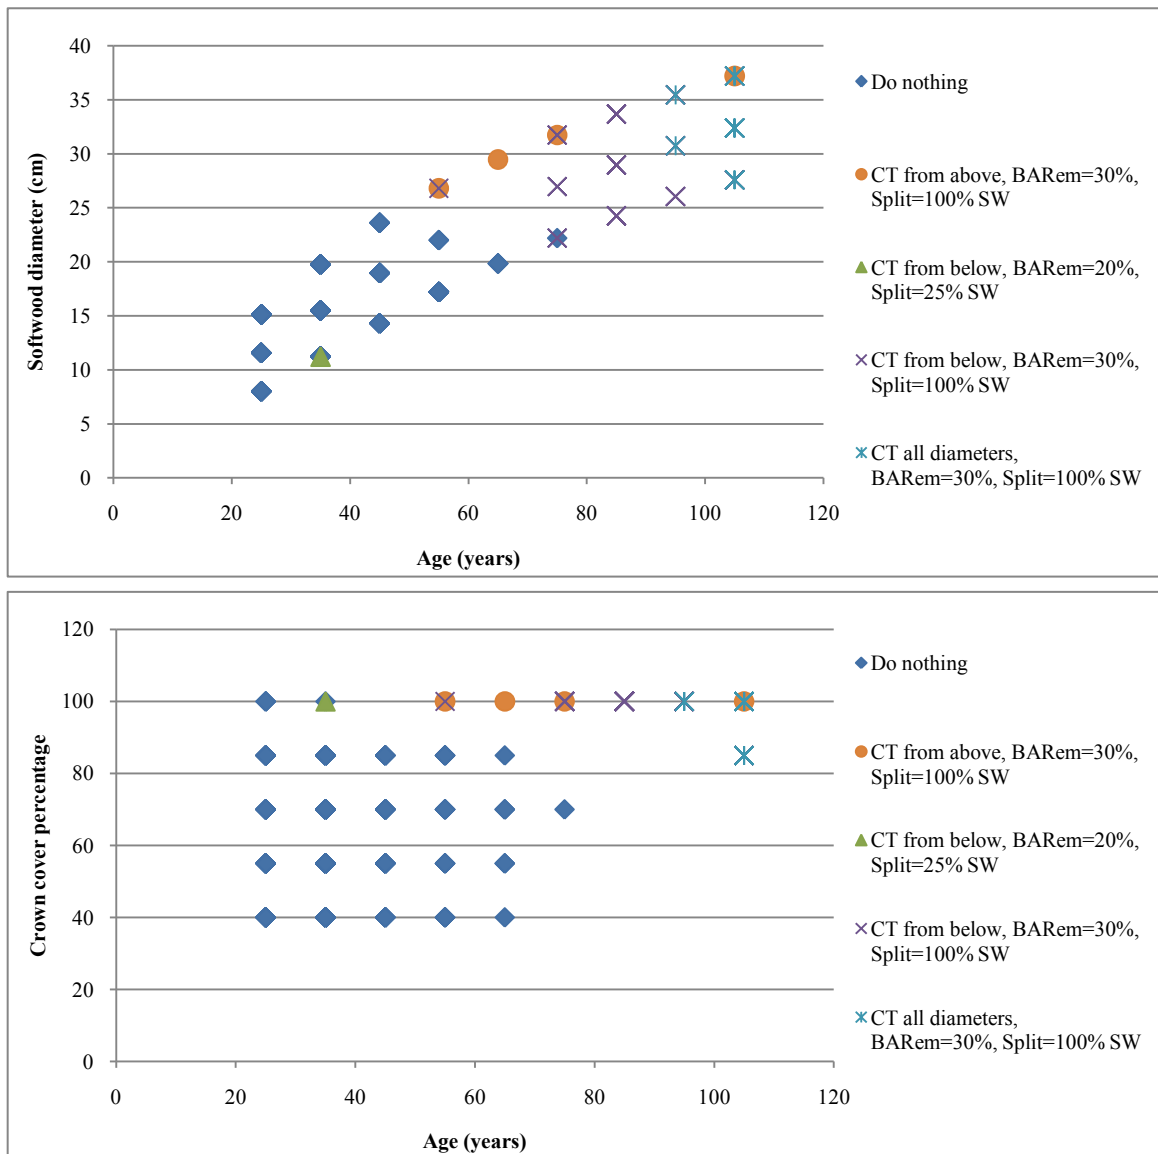 40
35
30
25
20
15
10
5
0
Softwood diameter (cm)
0 20 40 60 80 100 120
Age (years)
Do nothing
CT from above, BARem=30%,
Split=100% SW
CT from below, BARem=20%,
Split=25% SW
CT from below, BARem=30%,
Split=100% SW
CT all diameters,
BARem=30%, Split=100% SW
120
100
80
60
40
20
0
Crown cover percentage
0 20 40 60 80 100 120
Age (years)
Do nothing
CT from above, BARem=30%,
Split=100% SW
CT from below, BARem=20%,
Split=25% SW
CT from below, BARem=30%,
Split=100% SW
CT all diameters,
BARem=30%, Split=100% SW